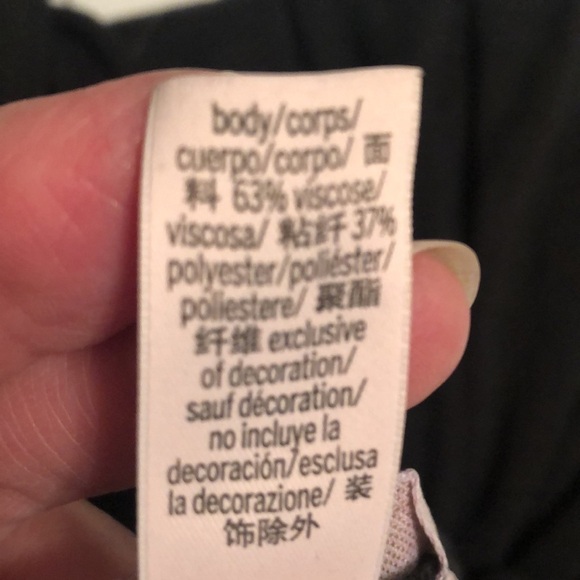 body/corps/
cuerpo/corpo/ 面
料 63% viscose/
viscosa/ 粘纤 37%
polyester/poliéster/
poliestere/ 聚酯
纤维 exclusive
of decoration/
sauf décoration/
no incluye la
decoración/esclusa
la decorazione/ 装
饰除外